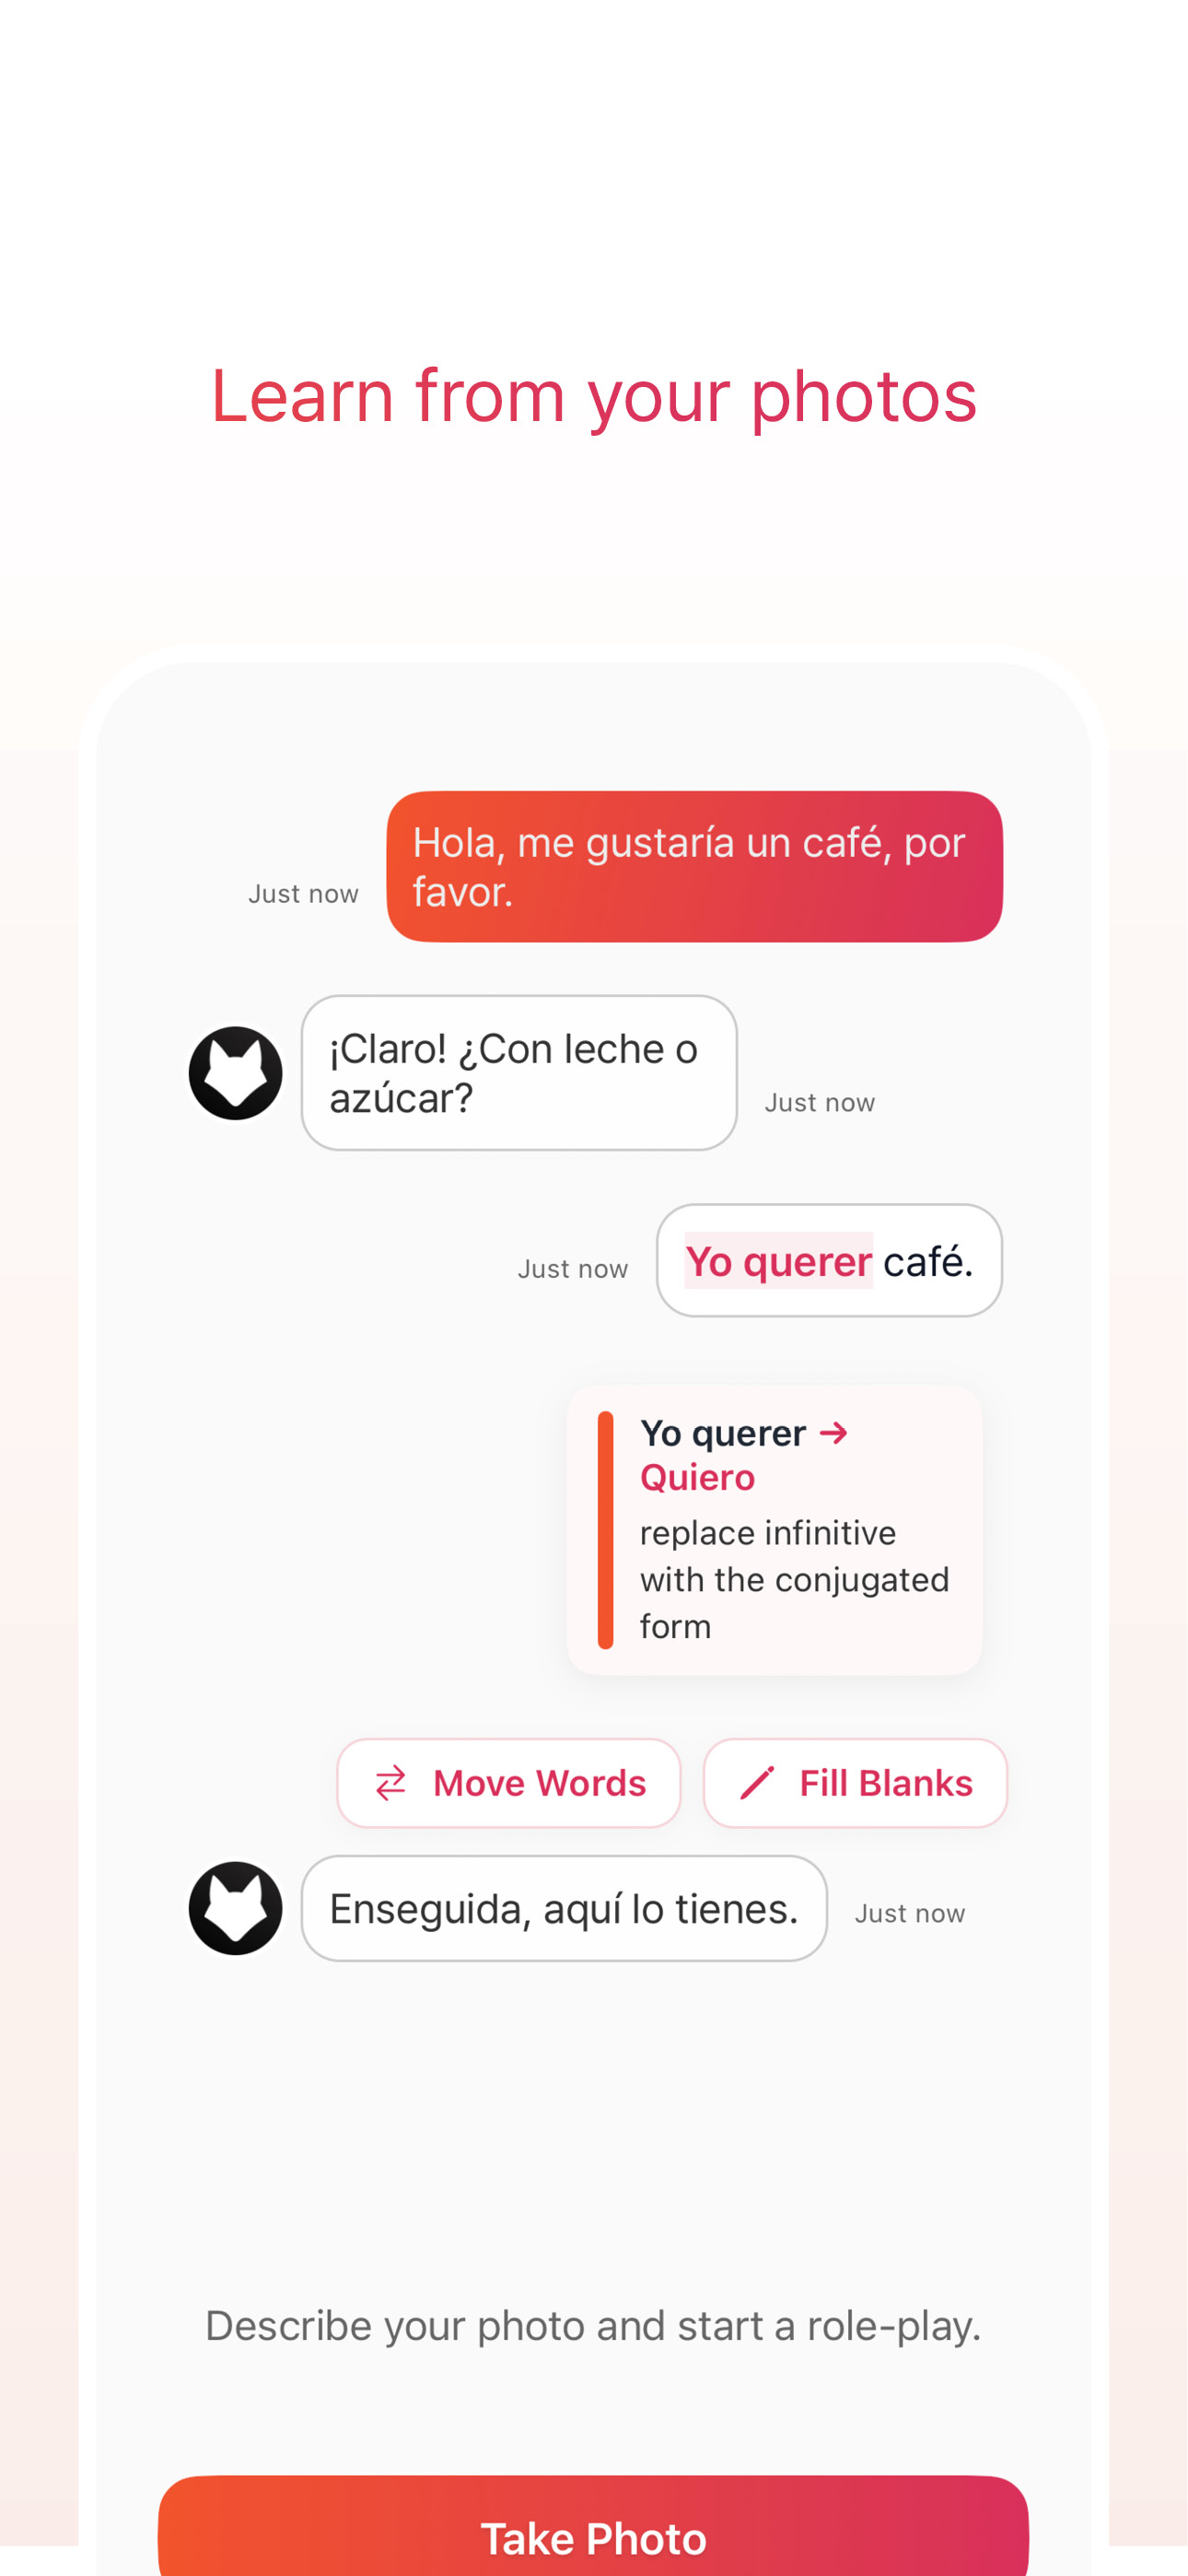 Learn from your photos
Hola, me gustaría un café, por
favor.
Just now
¡Claro! ¿Con leche o
azúcar?
Just now
Yo querer café.
Just now
Yo querer →
Quiero
replace infinitive
with the conjugated
form
Move Words
Fill Blanks
Enseguida, aquí lo tienes.
Just now
Describe your photo and start a role-play.
Take Photo